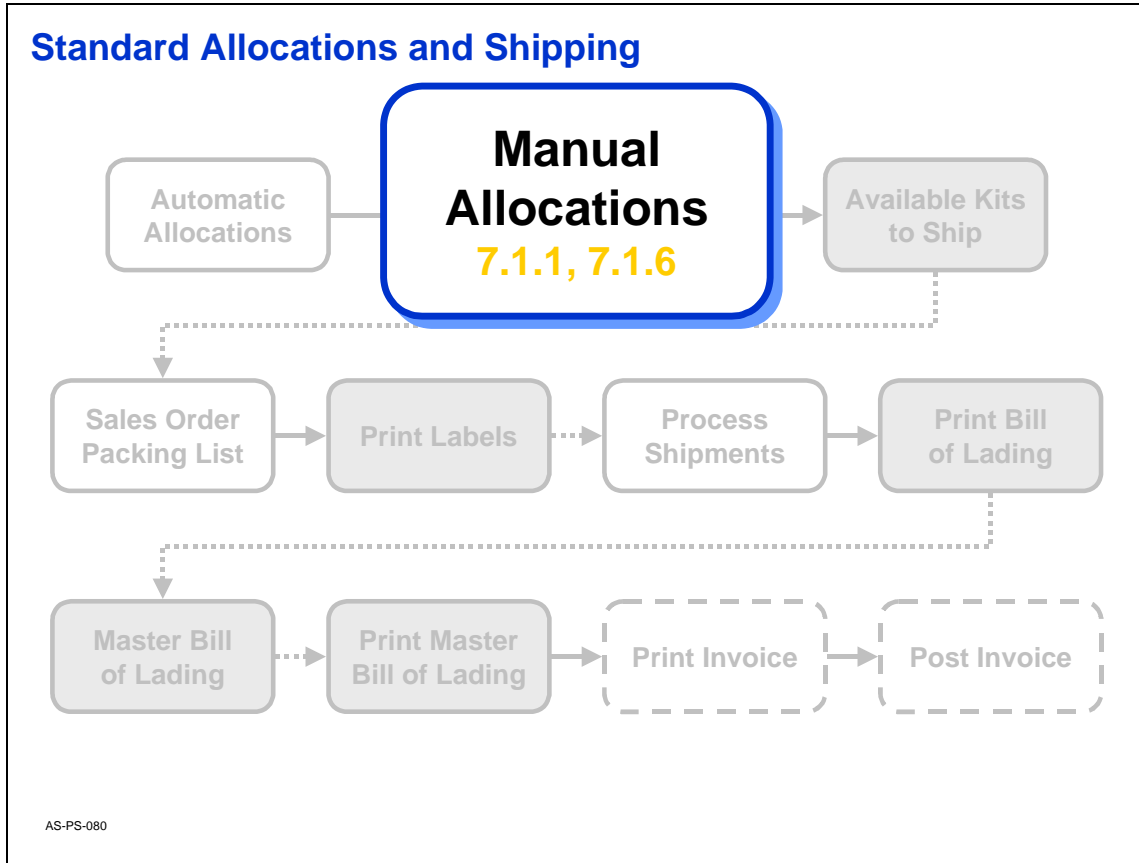 Standard Allocations and Shipping
Automatic
Allocations
Manual
Allocations
7.1.1, 7.1.6
Available Kits
to Ship
Sales Order
Packing List
Print Labels
Process
Shipments
Print Bill
of Lading
Master Bill
of Lading
Print Master
Bill of Lading
Print Invoice
Post Invoice
AS-PS-080